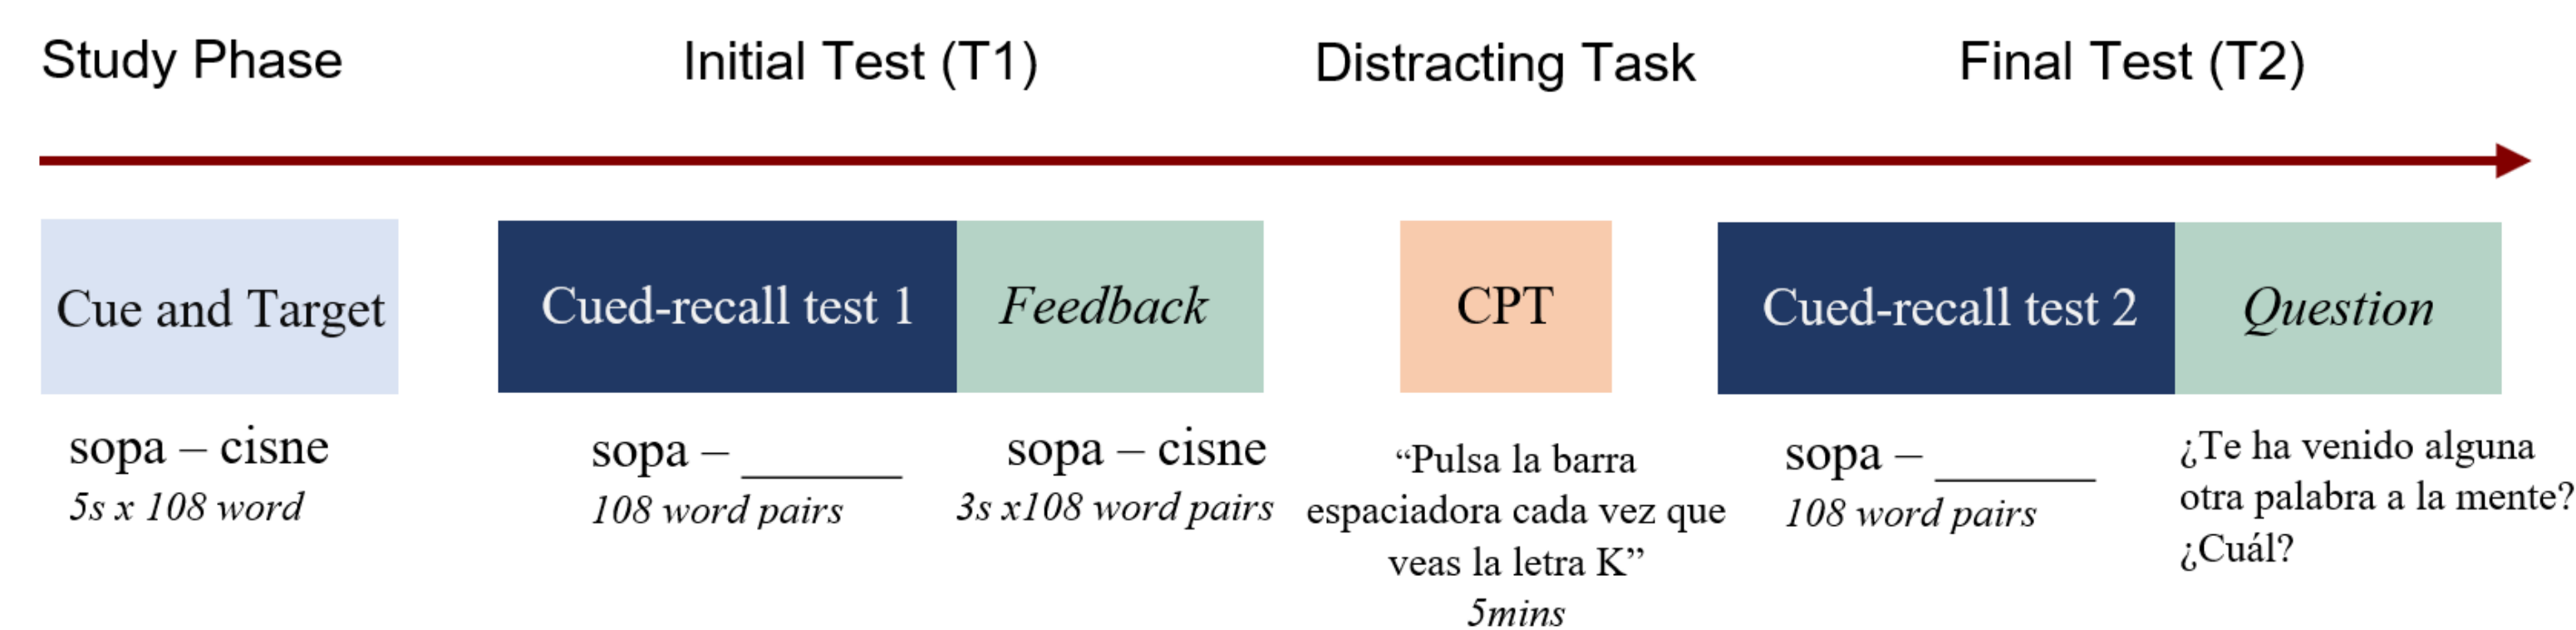 Study Phase
Initial Test (T1)
Distracting Task
Final Test (T2)
Cue and Target
Cued-recall test 1
Feedback
CPT
Cued-recall test 2
Question
sopa – cisne
5s x 108 word
sopa – ______
108 word pairs
sopa – cisne
3s x108 word pairs
“Pulsa la barra
espaciadora cada vez que
veas la letra K”
5mins
sopa – ______
108 word pairs
¿Te ha venido alguna
otra palabra a la mente?
¿Cuál?